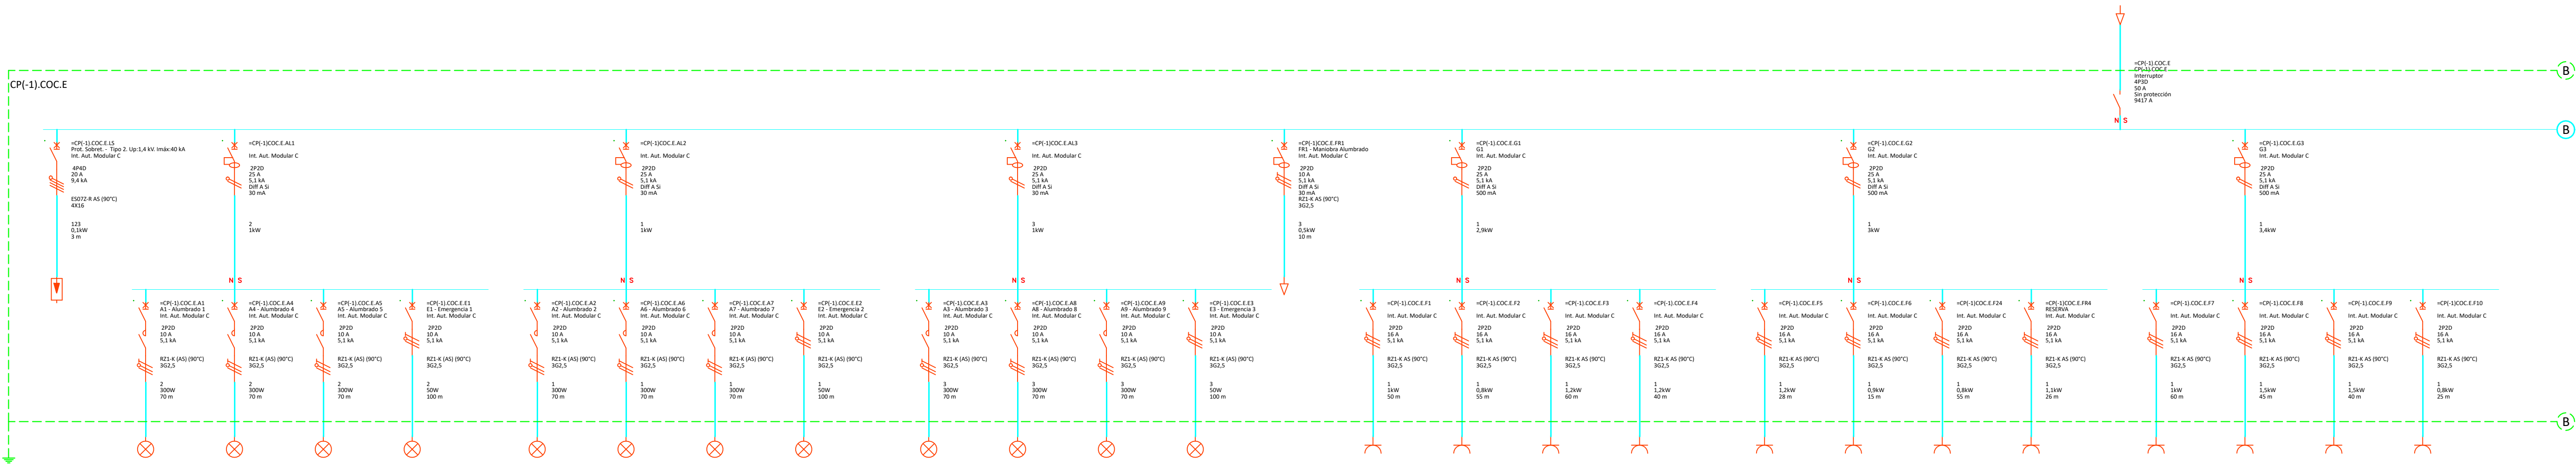 =CP(-1).COC.E
CP(-1).COC.E
Interruptor
4P3D
50 A
Sin protección
9417 A
B
CP(-1).COC.E
N S
B
=CP(-1).COC.E.LS
Prot. Sobret. - Tipo 2. Up:1,4 kV. Imáx:40 kA
Int. Aut. Modular C
4P4D
20 A
9,4 kA
ES07Z-R AS (90°C)
4X16
123
0,1kW
3 m
=CP(-1)COC.E.AL1
Int. Aut. Modular C
2P2D
25 A
5,1 kA
Diff A Si
30 mA
2
1kW
N S
=CP(-1)COC.E.AL2
Int. Aut. Modular C
2P2D
25 A
5,1 kA
Diff A Si
30 mA
1
1kW
N S
=CP(-1)COC.E.AL3
Int. Aut. Modular C
2P2D
25 A
5,1 kA
Diff A Si
30 mA
3
1kW
N S
=CP(-1)COC.E.FR1
FR1 - Maniobra Alumbrado
Int. Aut. Modular C
2P2D
10 A
5,1 kA
Diff A Si
30 mA
RZ1-K AS (90°C)
3G2,5
3
0,5kW
10 m
=CP(-1).COC.E.G1
G1
Int. Aut. Modular C
2P2D
25 A
5,1 kA
Diff A Si
500 mA
1
2,9kW
N S
=CP(-1).COC.E.G2
G2
Int. Aut. Modular C
2P2D
25 A
5,1 kA
Diff A Si
500 mA
1
3kW
N S
=CP(-1).COC.E.G3
G3
Int. Aut. Modular C
2P2D
25 A
5,1 kA
Diff A Si
500 mA
1
3,4kW
N S
=CP(-1).COC.E.A1
A1 - Alumbrado 1
Int. Aut. Modular C
2P2D
10 A
5,1 kA
RZ1-K (AS) (90°C)
3G2,5
2
300W
70 m
=CP(-1).COC.E.A4
A4 - Alumbrado 4
Int. Aut. Modular C
2P2D
10 A
5,1 kA
RZ1-K (AS) (90°C)
3G2,5
2
300W
70 m
=CP(-1).COC.E.A5
A5 - Alumbrado 5
Int. Aut. Modular C
2P2D
10 A
5,1 kA
RZ1-K (AS) (90°C)
3G2,5
2
300W
70 m
=CP(-1).COC.E.E1
E1 - Emergencia 1
Int. Aut. Modular C
2P2D
10 A
5,1 kA
RZ1-K (AS) (90°C)
3G2,5
2
50W
100 m
=CP(-1).COC.E.A2
A2 - Alumbrado 2
Int. Aut. Modular C
2P2D
10 A
5,1 kA
RZ1-K (AS) (90°C)
3G2,5
1
300W
70 m
=CP(-1).COC.E.A6
A6 - Alumbrado 6
Int. Aut. Modular C
2P2D
10 A
5,1 kA
RZ1-K (AS) (90°C)
3G2,5
1
300W
70 m
=CP(-1).COC.E.A7
A7 - Alumbrado 7
Int. Aut. Modular C
2P2D
10 A
5,1 kA
RZ1-K (AS) (90°C)
3G2,5
1
300W
70 m
=CP(-1).COC.E.E2
E2 - Emergencia 2
Int. Aut. Modular C
2P2D
10 A
5,1 kA
RZ1-K (AS) (90°C)
3G2,5
1
50W
100 m
=CP(-1).COC.E.A3
A3 - Alumbrado 3
Int. Aut. Modular C
2P2D
10 A
5,1 kA
RZ1-K (AS) (90°C)
3G2,5
3
300W
70 m
=CP(-1).COC.E.A8
A8 - Alumbrado 8
Int. Aut. Modular C
2P2D
10 A
5,1 kA
RZ1-K (AS) (90°C)
3G2,5
3
300W
70 m
=CP(-1).COC.E.A9
A9 - Alumbrado 9
Int. Aut. Modular C
2P2D
10 A
5,1 kA
RZ1-K (AS) (90°C)
3G2,5
3
300W
70 m
=CP(-1).COC.E.E3
E3 - Emergencia 3
Int. Aut. Modular C
2P2D
10 A
5,1 kA
RZ1-K (AS) (90°C)
3G2,5
3
50W
100 m
=CP(-1).COC.E.F1
Int. Aut. Modular C
2P2D
16 A
5,1 kA
RZ1-K AS (90°C)
3G2,5
1
1kW
50 m
=CP(-1).COC.E.F2
Int. Aut. Modular C
2P2D
16 A
5,1 kA
RZ1-K AS (90°C)
3G2,5
1
0,8kW
55 m
=CP(-1).COC.E.F3
Int. Aut. Modular C
2P2D
16 A
5,1 kA
RZ1-K AS (90°C)
3G2,5
1
1,2kW
60 m
=CP(-1).COC.E.F4
Int. Aut. Modular C
2P2D
16 A
5,1 kA
RZ1-K AS (90°C)
3G2,5
1
1,2kW
40 m
=CP(-1).COC.E.F5
Int. Aut. Modular C
2P2D
16 A
5,1 kA
RZ1-K AS (90°C)
3G2,5
1
1,2kW
28 m
=CP(-1).COC.E.F6
Int. Aut. Modular C
2P2D
16 A
5,1 kA
RZ1-K AS (90°C)
3G2,5
1
0,9kW
15 m
=CP(-1).COC.E.F24
Int. Aut. Modular C
2P2D
16 A
5,1 kA
RZ1-K AS (90°C)
3G2,5
1
0,8kW
55 m
=CP(-1)COC.E.FR4
RESERVA
Int. Aut. Modular C
2P2D
16 A
5,1 kA
RZ1-K AS (90°C)
3G2,5
1
1,1kW
26 m
=CP(-1).COC.E.F7
Int. Aut. Modular C
2P2D
16 A
5,1 kA
RZ1-K AS (90°C)
3G2,5
1
1kW
60 m
=CP(-1).COC.E.F8
Int. Aut. Modular C
2P2D
16 A
5,1 kA
RZ1-K AS (90°C)
3G2,5
1
1,5kW
45 m
=CP(-1).COC.E.F9
Int. Aut. Modular C
2P2D
16 A
5,1 kA
RZ1-K AS (90°C)
3G2,5
1
1,5kW
40 m
=CP(-1)COC.E.F10
Int. Aut. Modular C
2P2D
16 A
5,1 kA
RZ1-K AS (90°C)
3G2,5
1
0,8kW
25 m
B